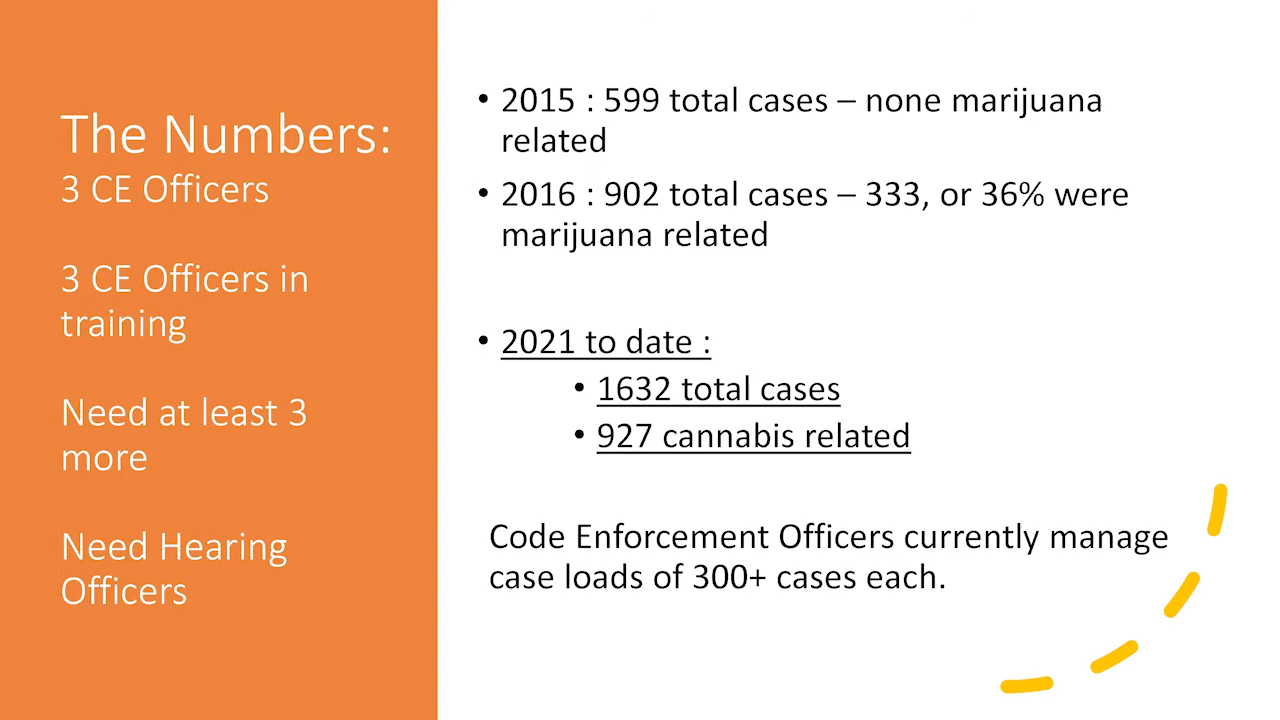 The Numbers:
3 CE Officers
3 CE Officers in
training
Need at least 3
more
Need Hearing
Officers
• 2015 : 599 total cases – none marijuana
related
• 2016 : 902 total cases – 333, or 36% were
marijuana related
• 2021 to date :
• 1632 total cases
• 927 cannabis related
Code Enforcement Officers currently manage
case loads of 300+ cases each.